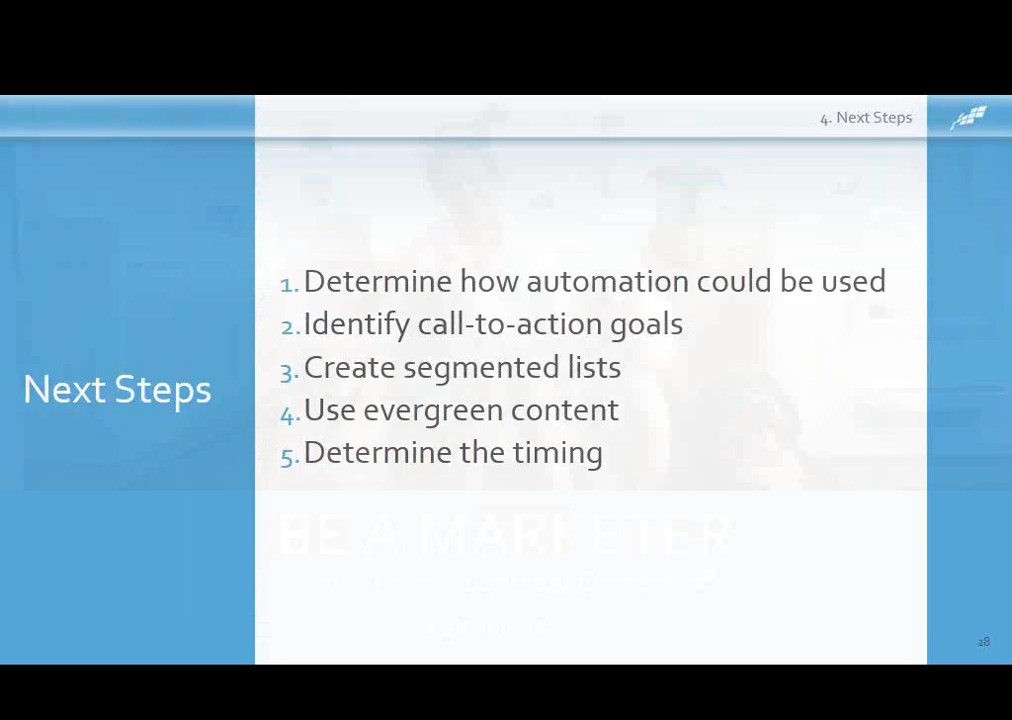 4. Next Steps
Next Steps
1. Determine how automation could be used
2. Identify call-to-action goals
3. Create segmented lists
4. Use evergreen content
5. Determine the timing
BE A MARKETER
28